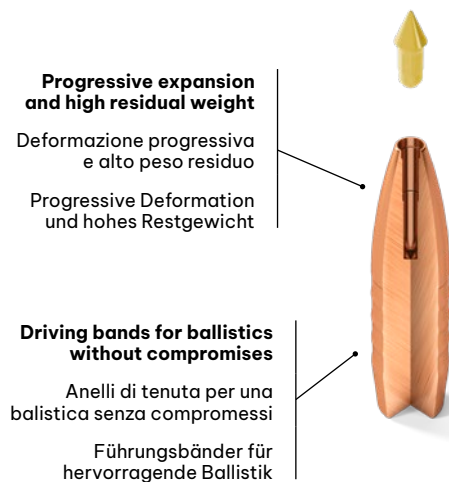 Progressive expansion
and high residual weight
Deformazione progressiva
e alto peso residuo
Progressive Deformation
und hohes Restgewicht
Driving bands for ballistics
without compromises
Anelli di tenuta per una
balistica senza compromessi
Führungsbänder für
hervorragende Ballistik